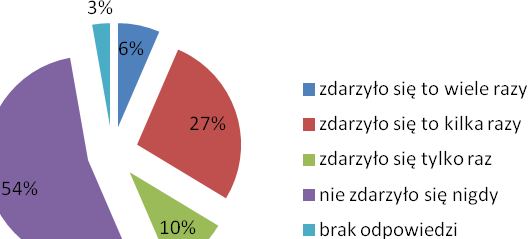 3%
6%
27%
54%
10%
zdarzyło się to wiele razy
zdarzyło się to kilka razy
zdarzyło się tylko raz
nie zdarzyło się nigdy
brak odpowiedzi